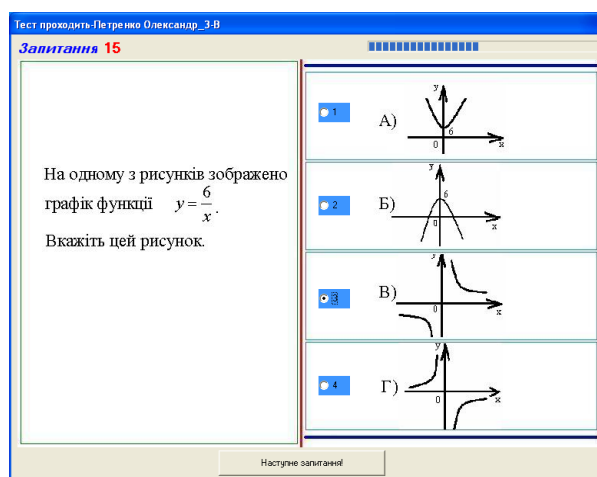 Тест проходить-Петренко Олександр_3-В
Запитання 15
На одному з рисунків зображено
графік функції y = 6/x.
Вкажіть цей рисунок.
1
А)
y
6
0
x
2
Б)
y
6
0
x
3
В)
y
0
x
4
Г)
y
0
x
Наступне запитання!